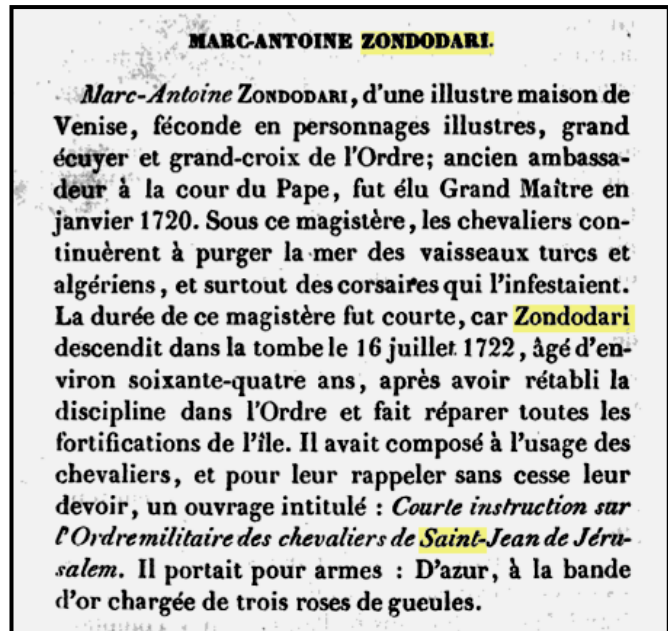 MARC-ANTOINE ZONDODARI.
Marc-Antoine ZONDODARI, d'une illustre maison de
Venise, féconde en personnages illustres, grand
écuyer et grand-croix de l'Ordre; ancien ambassa-
deur à la cour du Pape, fut élu Grand Maître en
janvier 1720. Sous ce magistère, les chevaliers con-
tinuèrent à purger la mer des vaisseaux turcs et
algériens, et surtout des corsaires qui l'infestaient.
La durée de ce magistère fut courte, car Zondodari
descendit dans la tombe le 16 juillet 1722, âgé d'en-
viron soixante-quatre ans, après avoir rétabli la
discipline dans l'Ordre et fait réparer toutes les
fortifications de l'île. Il avait composé à l'usage des
chevaliers, et pour leur rappeler sans cesse leur
devoir, un ouvrage intitulé : Courte instruction sur
l'Ordre militaire des chevaliers de Saint-Jean de Jéru-
salem. Il portait pour armes : D'azur, à la bande
d'or chargée de trois roses de gueules.